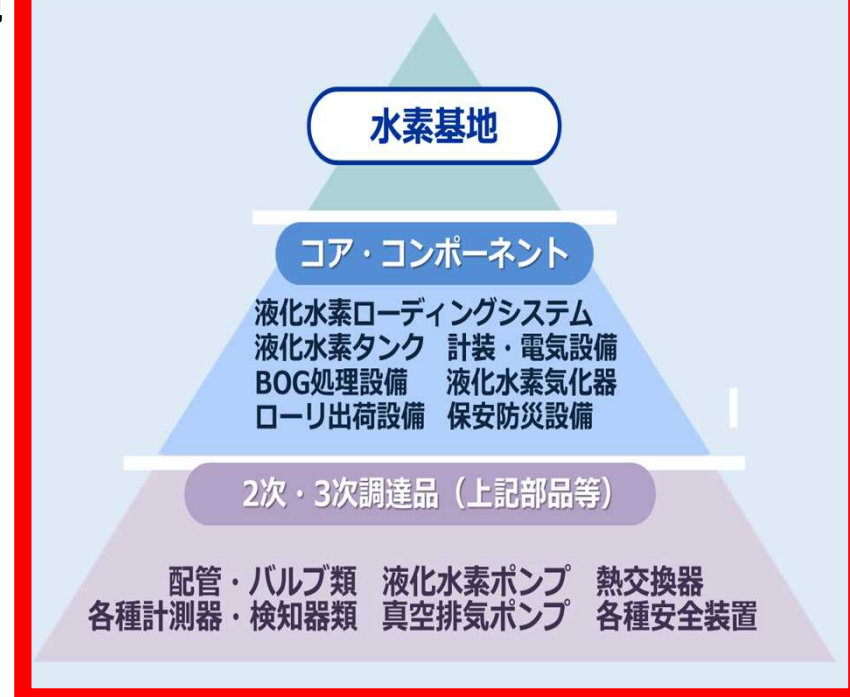 水素基地
コア・コンポーネント
液化水素ローディングシステム
液化水素タンク 計装・電気設備
BOG処理設備 液化水素気化器
ローリ出荷設備 保安防災設備
2次・3次調達品（上記部品等）
配管・バルブ類 液化水素ポンプ 熱交換器
各種計測器・検知器類 真空排気ポンプ 各種安全装置